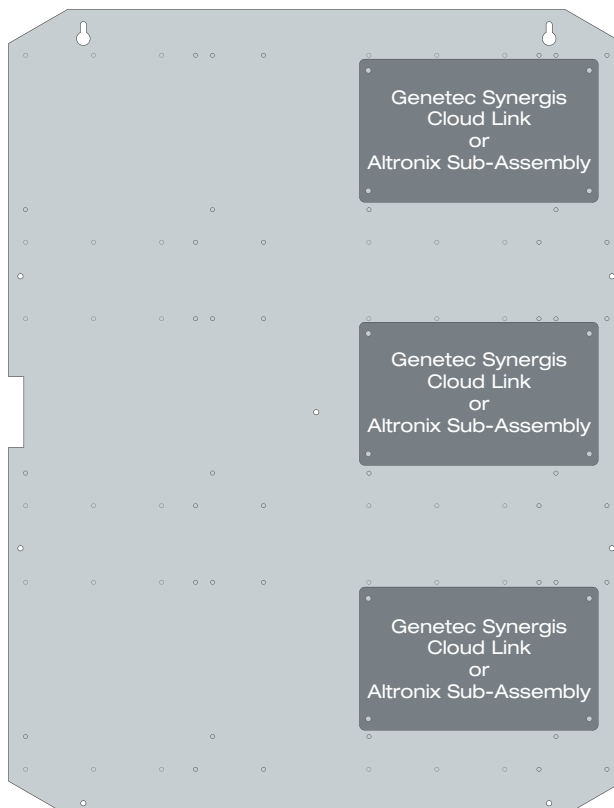 Genetec Synergis
Cloud Link
or
Altronix Sub-Assembly
Genetec Synergis
Cloud Link
or
Altronix Sub-Assembly
Genetec Synergis
Cloud Link
or
Altronix Sub-Assembly